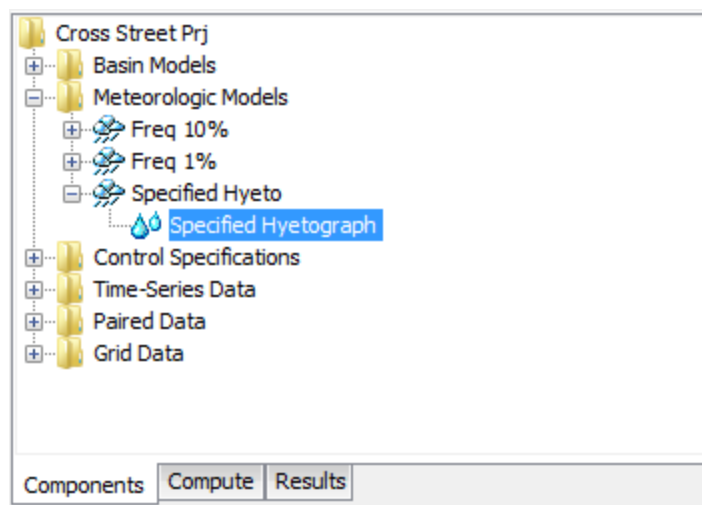 Cross Street Prj
Basin Models
Meteorologic Models
Freq 10%
Freq 1%
Specified Hyeto
Specified Hyetograph
Control Specifications
Time-Series Data
Paired Data
Grid Data
Components Compute Results